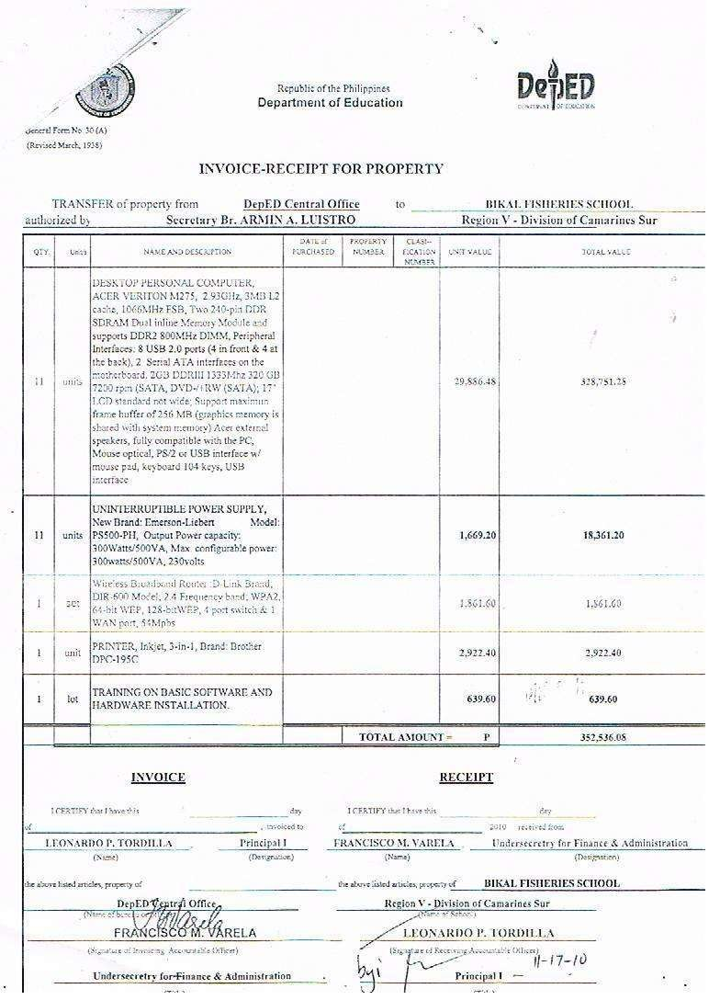 Republic of the Philippines
Department of Education
DepED
DEPARTMENT OF EDUCATION
General Form No. 30 (A)
(Revised March, 1938)
INVOICE-RECEIPT FOR PROPERTY
TRANSFER of property from DepED Central Office to BIKAL FISHERIES SCHOOL
authorized by Secretary Br. ARMIN A. LUISTRO Region V - Division of Camarines Sur
QTY. Units NAME AND DESCRIPTION DATE of PURCHASED PROPERTY NUMBER CLASI--FICATION NUMBER UNIT VALUE TOTAL VALUE
DESKTOP PERSONAL COMPUTER,
ACER VERITON M275, 2.93GHz, 3MB L2
cache, 1066MHz FSB, Two 240-pin DDR
SDRAM Dual inline Memory Module and
supports DDR2 800MHz DIMM, Peripheral
Interfaces: 8 USB 2.0 ports (4 in front & 4 at
the back), 2 Serial ATA interfaces on the
11 units motherboard, 2GB DDRIII 1333Mhz 320 GB 29,886.48 328,751.28
7200 rpm (SATA, DVD-/+RW (SATA); 17"
LCD standard not wide; Support maximun
frame buffer of 256 MB (graphics memory is
shared with system memory) Acer external
speakers, fully compatible with the PC,
Mouse optical, PS/2 or USB interface w/
mouse pad, keyboard 104 keys, USB
interface
UNINTERRUPTIBLE POWER SUPPLY,
New Brand: Emerson-Liebert Model:
11 units PS500-PH, Output Power capacity: 1,669.20 18,361.20
300Watts/500VA, Max configurable power:
300watts/500VA, 230volts
Wireless Broadband Router :D-Link Brand,
DIR-600 Model, 2.4 Frequency band; WPA2,
1 set 64-bit WEP, 128-bitWEP, 4 port switch & 1 1,861.60 1,861.60
WAN port, 54Mpbs
PRINTER, Inkjet, 3-in-1, Brand: Brother
1 unit DPC-195C 2,922.40 2,922.40
TRAINING ON BASIC SOFTWARE AND
1 lot HARDWARE INSTALLATION. 639.60 639.60
TOTAL AMOUNT = P 352,536.08
INVOICE RECEIPT
I CERTIFY that I have this day I CERTIFY that I have this day
of , invoiced to of 2010 received from
LEONARDO P. TORDILLA Principal I FRANCISCO M. VARELA Undersecretry for Finance & Administration
(Name) (Designation) (Name) (Designation)
the above listed articles, property of the above listed articles, property of BIKAL FISHERIES SCHOOL
DepED Central Office Region V - Division of Camarines Sur
(Name of bureau or (Name of School)
FRANCISCO M. VARELA LEONARDO P. TORDILLA
(Signature of Invoicing Accountable Officer) (Signature of Receiving Accountable Officer)
11-17-10
Undersecretry for Finance & Administration by: Principal I
(Title) (Title)